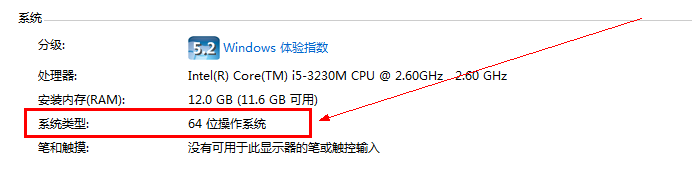 系统
分级: 5.2 Windows 体验指数
处理器: Intel(R) Core(TM) i5-3230M CPU @ 2.60GHz 2.60 GHz
安装内存(RAM): 12.0 GB (11.6 GB 可用)
系统类型: 64 位操作系统
笔和触摸: 没有可用于此显示器的笔或触控输入